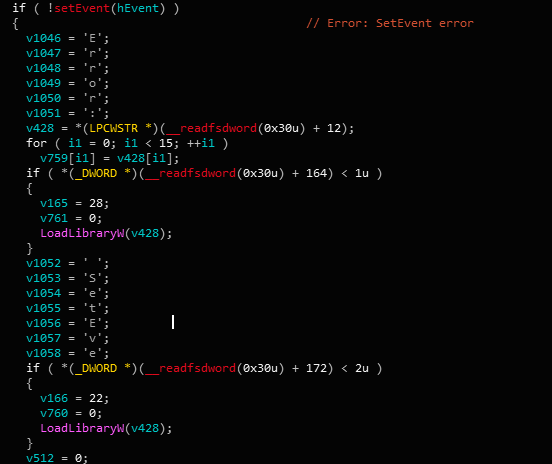 if ( !setEvent(hEvent) )
{ // Error: SetEvent error
v1046 = 'E';
v1047 = 'r';
v1048 = 'r';
v1049 = 'o';
v1050 = 'r';
v1051 = ':';
v428 = *(LPCWSTR *)(__readfsdword(0x30u) + 12);
for ( i1 = 0; i1 < 15; ++i1 )
v759[i1] = v428[i1];
if ( *(_DWORD *)(__readfsdword(0x30u) + 164) < 1u )
{
v165 = 28;
v761 = 0;
LoadLibraryW(v428);
}
v1052 = ' ';
v1053 = 'S';
v1054 = 'e';
v1055 = 't';
v1056 = 'E';
v1057 = 'v';
v1058 = 'e';
if ( *(_DWORD *)(__readfsdword(0x30u) + 172) < 2u )
{
v166 = 22;
v760 = 0;
LoadLibraryW(v428);
}
v512 = 0;